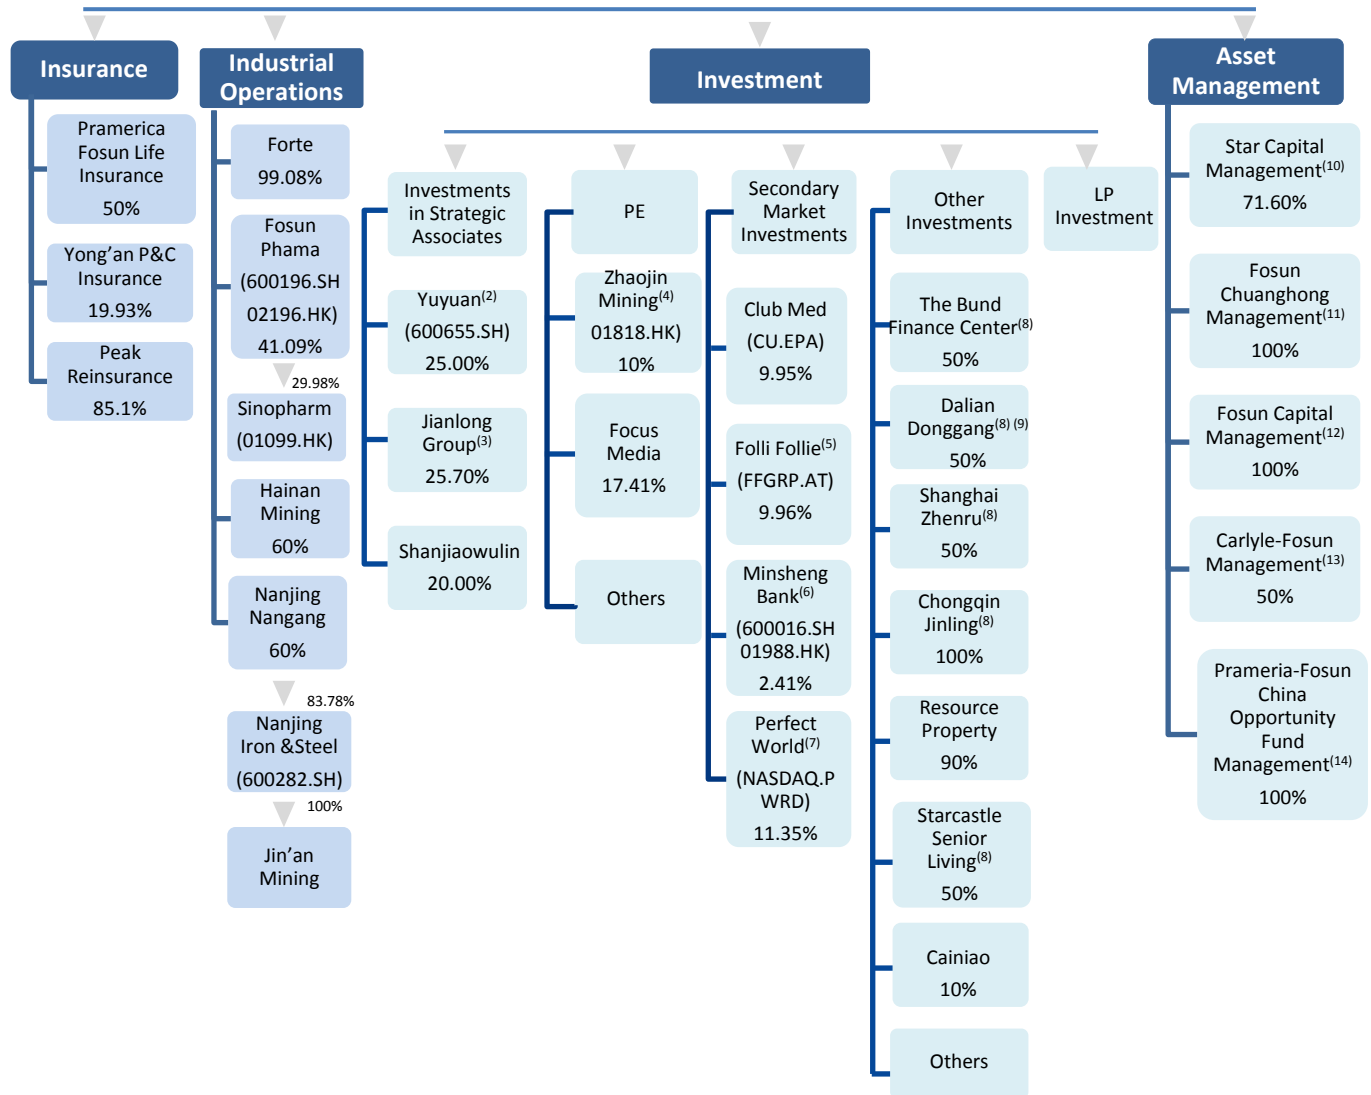 Insurance
Pramerica
Fosun Life
Insurance
50%
Yong’an P&C
Insurance
19.93%
Peak
Reinsurance
85.1%
Industrial
Operations
Forte
99.08%
Fosun
Phama
(600196.SH
02196.HK)
41.09%
29.98%
Sinopharm
(01099.HK)
Hainan
Mining
60%
Nanjing
Nangang
60%
83.78%
Nanjing
Iron &Steel
(600282.SH)
100%
Jin’an
Mining
Investment
Investments
in Strategic
Associates
Yuyuan(2)
(600655.SH)
25.00%
Jianlong
Group(3)
25.70%
Shanjiaowulin
20.00%
PE
Zhaojin
Mining(4)
01818.HK)
10%
Focus
Media
17.41%
Others
Secondary
Market
Investments
Club Med
(CU.EPA)
9.95%
Folli Follie(5)
(FFGRP.AT)
9.96%
Minsheng
Bank(6)
(600016.SH
01988.HK)
2.41%
Perfect
World(7)
(NASDAQ.P
WRD)
11.35%
Other
Investments
The Bund
Finance Center(8)
50%
Dalian
Donggang(8) (9)
50%
Shanghai
Zhenru(8)
50%
Chongqin
Jinling(8)
100%
Resource
Property
90%
Starcastle
Senior
Living(8)
50%
Cainiao
10%
Others
LP
Investment
Asset
Management
Star Capital
Management(10)
71.60%
Fosun
Chuanghong
Management(11)
100%
Fosun Capital
Management(12)
100%
Carlyle-Fosun
Management(13)
50%
Prameria-Fosun
China
Opportunity
Fund
Management(14)
100%